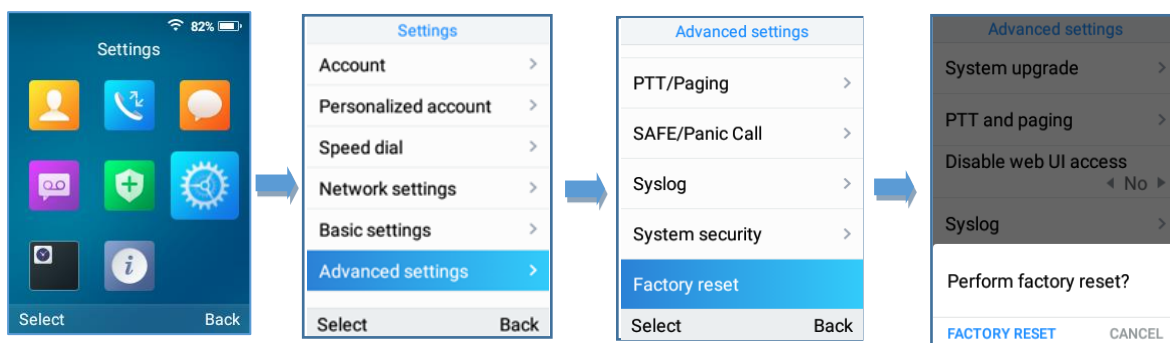 82%
Settings
Select Back
Settings
Account
Personalized account
Speed dial
Network settings
Basic settings
Advanced settings
Select Back
Advanced settings
PTT/Paging
SAFE/Panic Call
Syslog
System security
Factory reset
Select Back
Advanced settings
System upgrade
PTT and paging
Disable web UI access
No
Syslog
Perform factory reset?
FACTORY RESET CANCEL